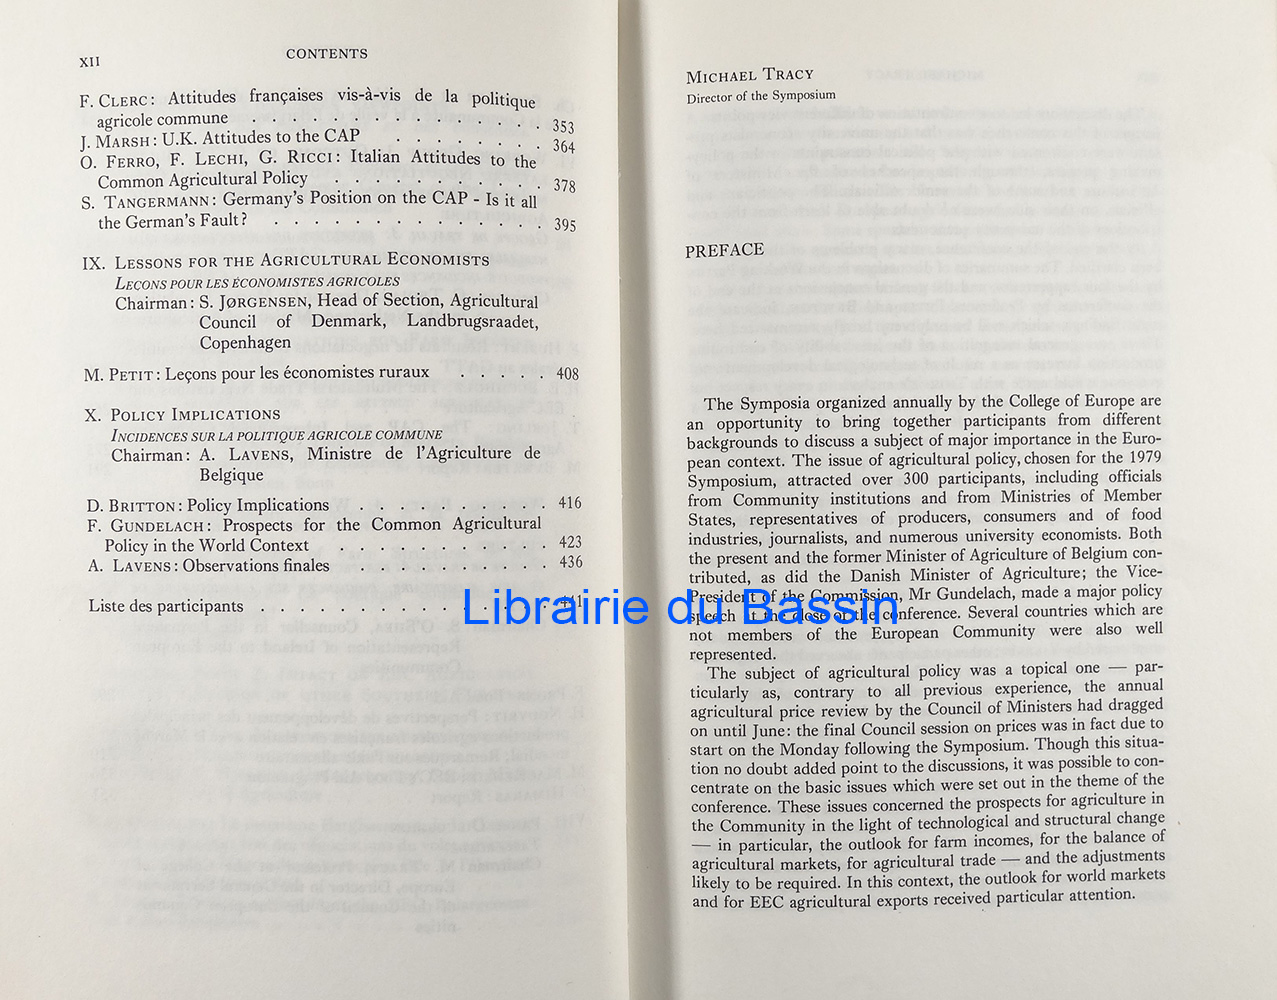 XII
CONTENTS
F. CLERC: Attitudes françaises vis-à-vis de la politique
agricole commune . . . . . . . . . . . . . . . 353
J. MARSH: U.K. Attitudes to the CAP . . . . . . . . 364
O. FERRO, F. LECHI, G. RICCI: Italian Attitudes to the
Common Agricultural Policy . . . . . . . . . . . 378
S. TANGERMANN: Germany's Position on the CAP - Is it all
the German's Fault? . . . . . . . . . . . . . . 395
IX. LESSONS FOR THE AGRICULTURAL ECONOMISTS
LEÇONS POUR LES ÉCONOMISTES AGRICOLES
Chairman: S. JØRGENSEN, Head of Section, Agricultural
Council of Denmark, Landbrugsraadet,
Copenhagen
M. PETIT: Leçons pour les économistes ruraux . . . . . 408
X. POLICY IMPLICATIONS
INCIDENCES SUR LA POLITIQUE AGRICOLE COMMUNE
Chairman: A. LAVENS, Ministre de l'Agriculture de
Belgique
D. BRITTON: Policy Implications . . . . . . . . . . 416
F. GUNDELACH: Prospects for the Common Agricultural
Policy in the World Context . . . . . . . . . . . 423
A. LAVENS: Observations finales . . . . . . . . . . 436
Liste des participants . . . . . . . . . . . . . . . 441
MICHAEL TRACY
Director of the Symposium
PREFACE
The Symposia organized annually by the College of Europe are
an opportunity to bring together participants from different
backgrounds to discuss a subject of major importance in the Euro-
pean context. The issue of agricultural policy, chosen for the 1979
Symposium, attracted over 300 participants, including officials
from Community institutions and from Ministries of Member
States, representatives of producers, consumers and of food
industries, journalists, and numerous university economists. Both
the present and the former Minister of Agriculture of Belgium con-
tributed, as did the Danish Minister of Agriculture; the Vice-
President of the Commission, Mr Gundelach, made a major policy
speech at the close of the conference. Several countries which are
not members of the European Community were also well
represented.
The subject of agricultural policy was a topical one — par-
ticularly as, contrary to all previous experience, the annual
agricultural price review by the Council of Ministers had dragged
on until June: the final Council session on prices was in fact due to
start on the Monday following the Symposium. Though this situa-
tion no doubt added point to the discussions, it was possible to con-
centrate on the basic issues which were set out in the theme of the
conference. These issues concerned the prospects for agriculture in
the Community in the light of technological and structural change
— in particular, the outlook for farm incomes, for the balance of
agricultural markets, for agricultural trade — and the adjustments
likely to be required. In this context, the outlook for world markets
and for EEC agricultural exports received particular attention.
Librairie du Bassin